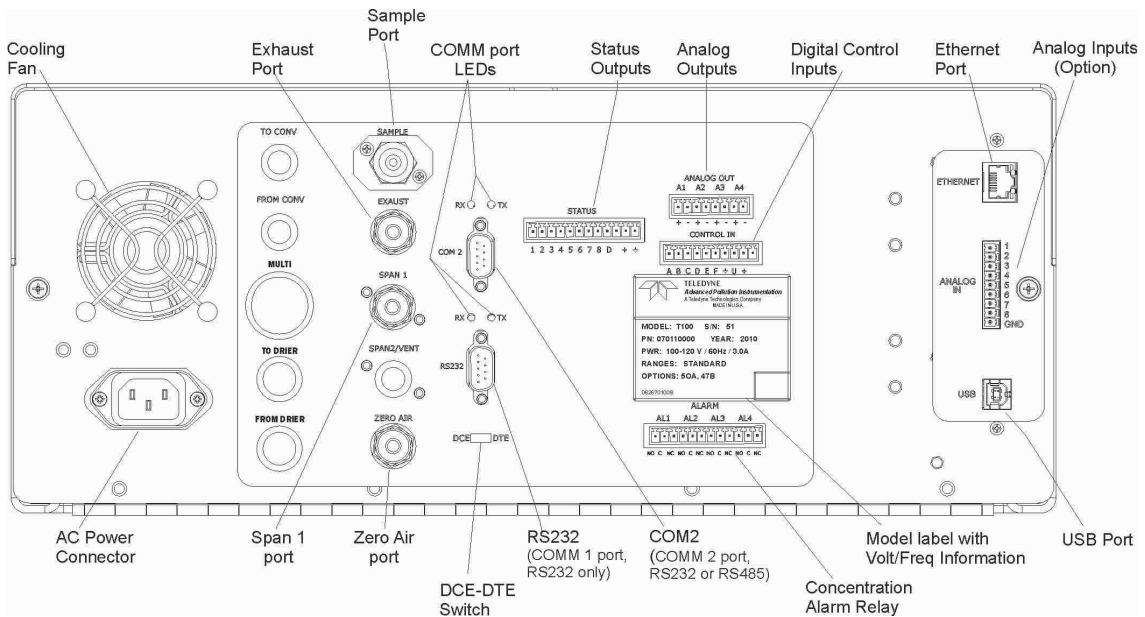 Cooling
Fan
Exhaust
Port
Sample
Port
COMM port
LEDs
Status
Outputs
Analog
Outputs
Digital Control
Inputs
Ethernet
Port
Analog Inputs
(Option)
TO CONV
FROM CONV
MULTI
TO DRIER
FROM DRIER
SAMPLE
EXAUST
SPAN 1
SPAN2/VENT
ZERO AIR
RX TX
COM 2
RX TX
RS232
DCE DTE
STATUS
1 2 3 4 5 6 7 8 D +
ANALOG OUT
A1 A2 A3 A4
+ - + - + - + -
CONTROL IN
A B C D E F U
TELEDYNE
Advanced Pollution Instrumentation
A Teledyne Technologies Company
MADE IN U.S.A.
MODEL: T100 S/N: 51
PN: 070110000 YEAR: 2010
PWR: 100-120 V / 60Hz / 3.0A
RANGES: STANDARD
OPTIONS: 50A, 47B
ALARM
AL1 AL2 AL3 AL4
NO C NC NO C NC NO C NC NO C NC
ETHERNET
ANALOG
IN
1
2
3
4
5
6
7
8
GND
USB
AC Power
Connector
Span 1
port
Zero Air
port
DCE-DTE
Switch
RS232
(COMM 1 port,
RS232 only)
COM2
(COMM 2 port,
RS232 or RS485)
Concentration
Alarm Relay
Model label with
Volt/Freq Information
USB Port